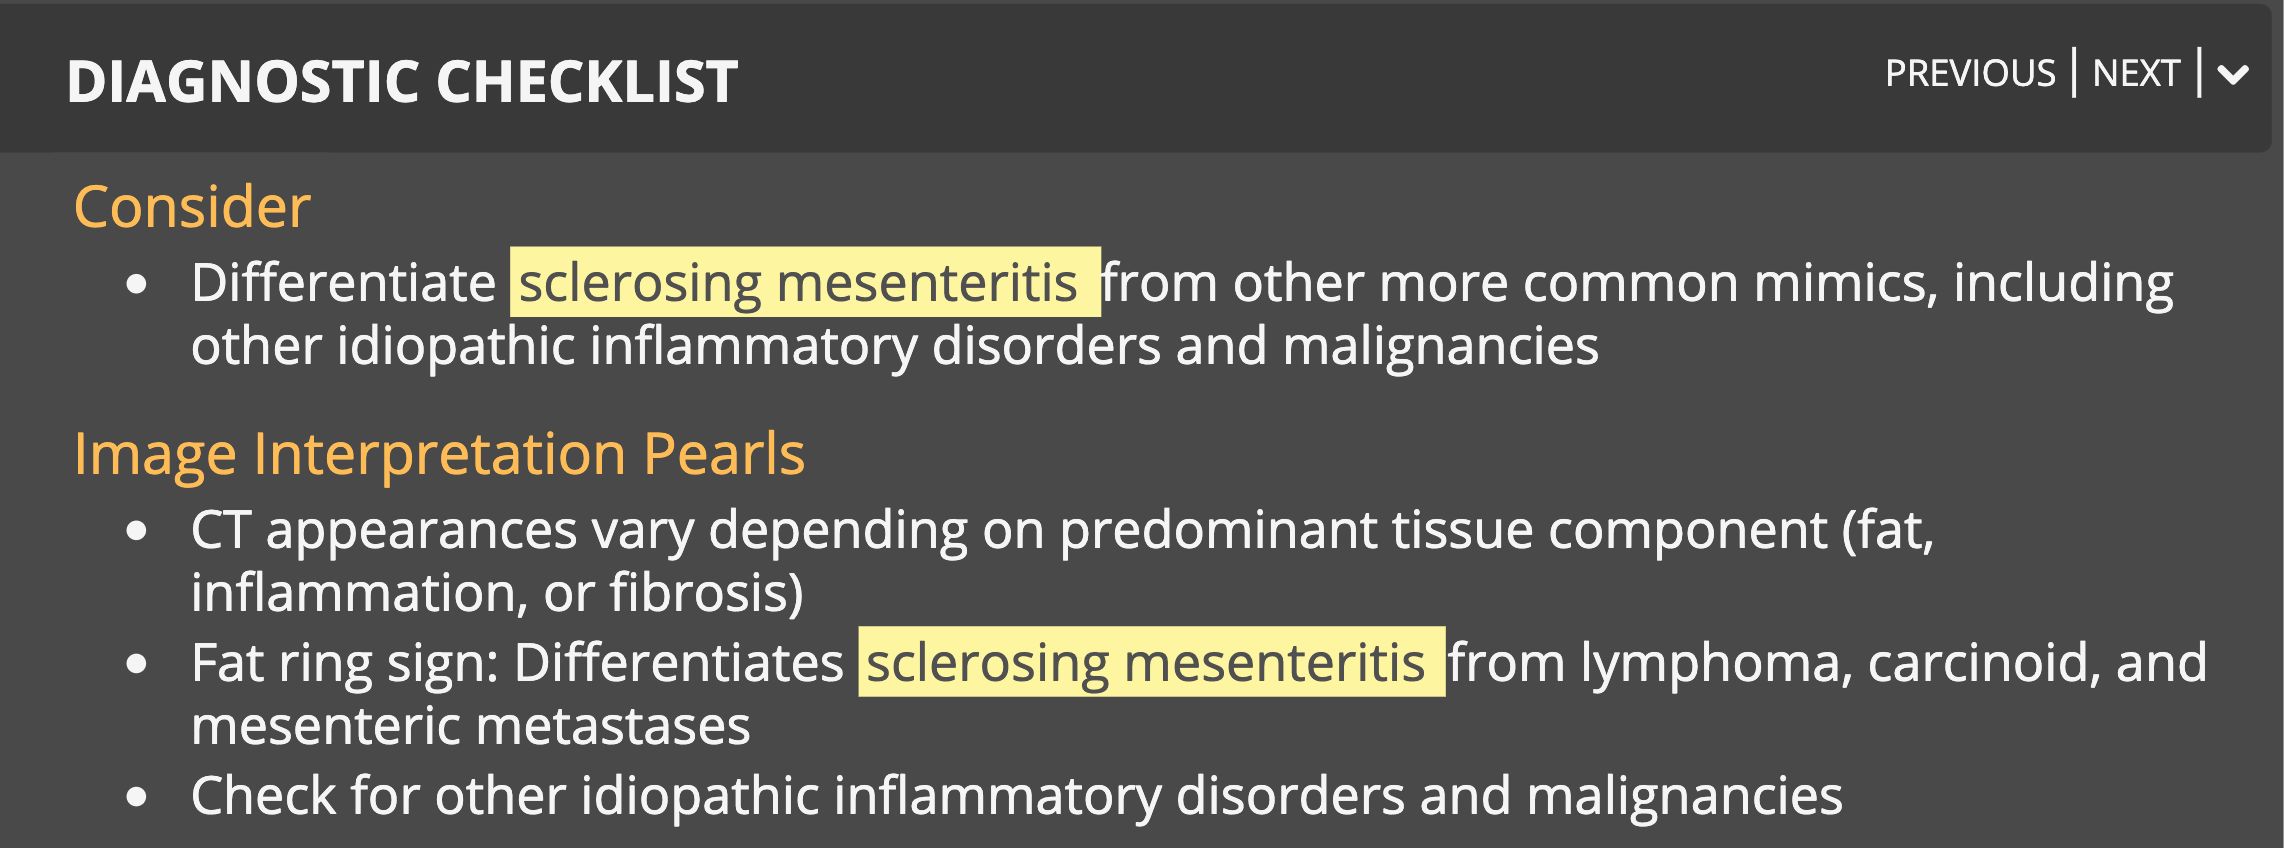 DIAGNOSTIC CHECKLIST
PREVIOUS | NEXT |
Consider
• Differentiate sclerosing mesenteritis from other more common mimics, including
other idiopathic inflammatory disorders and malignancies
Image Interpretation Pearls
• CT appearances vary depending on predominant tissue component (fat,
inflammation, or fibrosis)
• Fat ring sign: Differentiates sclerosing mesenteritis from lymphoma, carcinoid, and
mesenteric metastases
• Check for other idiopathic inflammatory disorders and malignancies